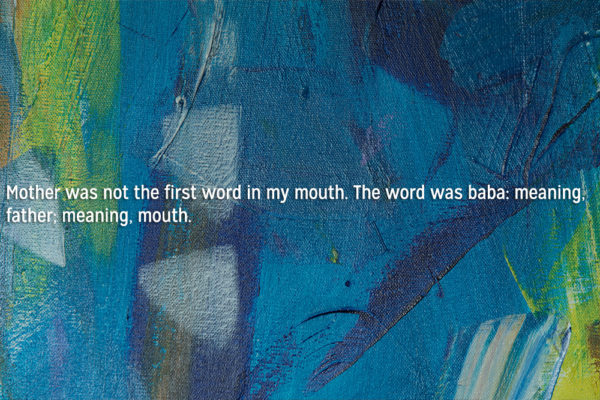 Mother was not the first word in my mouth. The word was baba: meaning,
father; meaning, mouth.